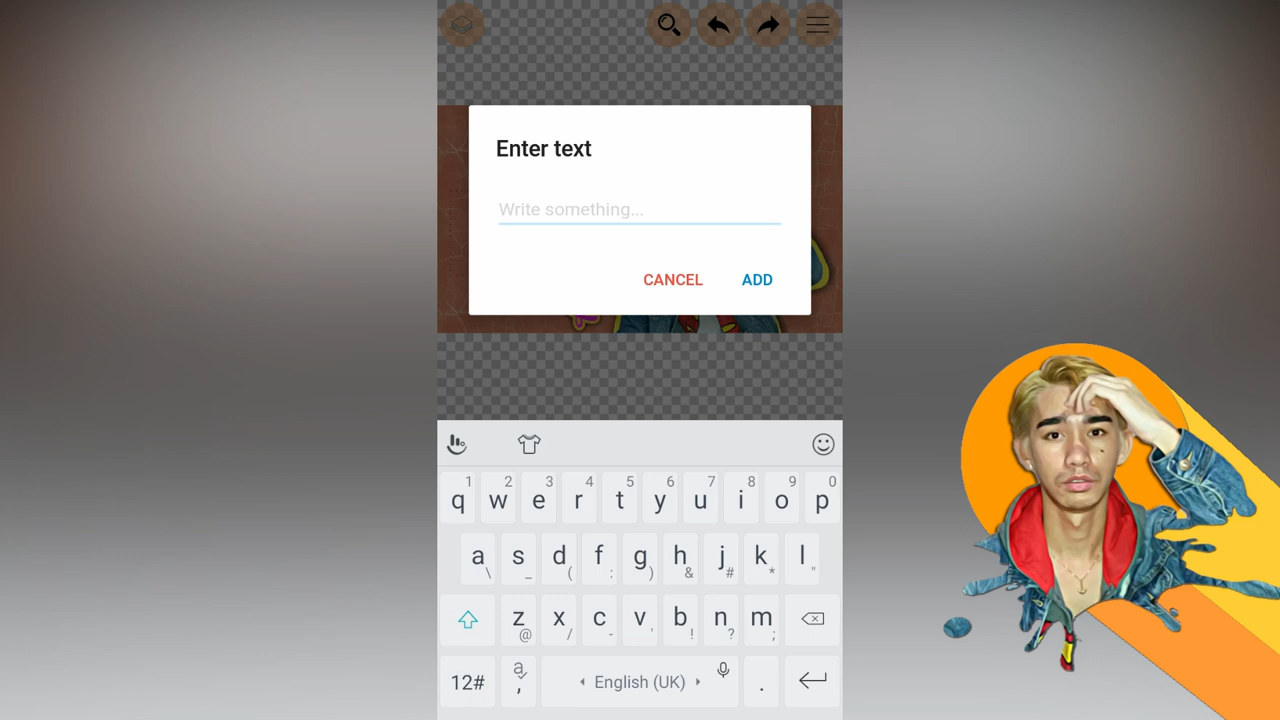 Enter text
Write something...
CANCEL ADD
1 2 3 4 5 6 7 8 9 0
q w e r t y u i o p
a s d f g h j k l
\ _ ( : ) & # * "
z x c v b n m
@ / - ' ! ? ;
12# a , English (UK) .